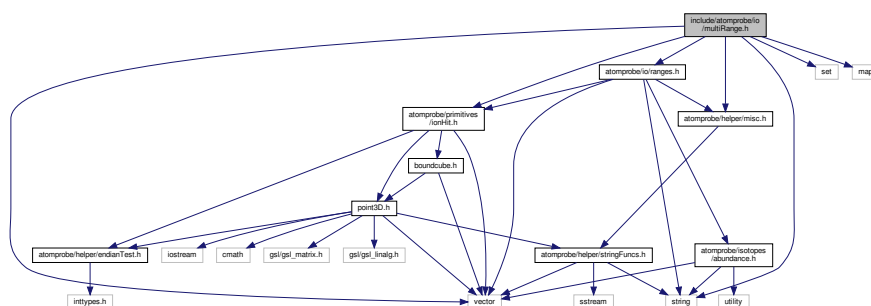 include/atomprobe/io
/multiRange.h
atomprobe/io/ranges.h
set
map
atomprobe/primitives
/ionHit.h
atomprobe/helper/misc.h
boundcube.h
point3D.h
atomprobe/helper/endianTest.h
iostream
cmath
gsl/gsl_matrix.h
gsl/gsl_linalg.h
atomprobe/helper/stringFuncs.h
atomprobe/isotopes
/abundance.h
inttypes.h
vector
sstream
string
utility